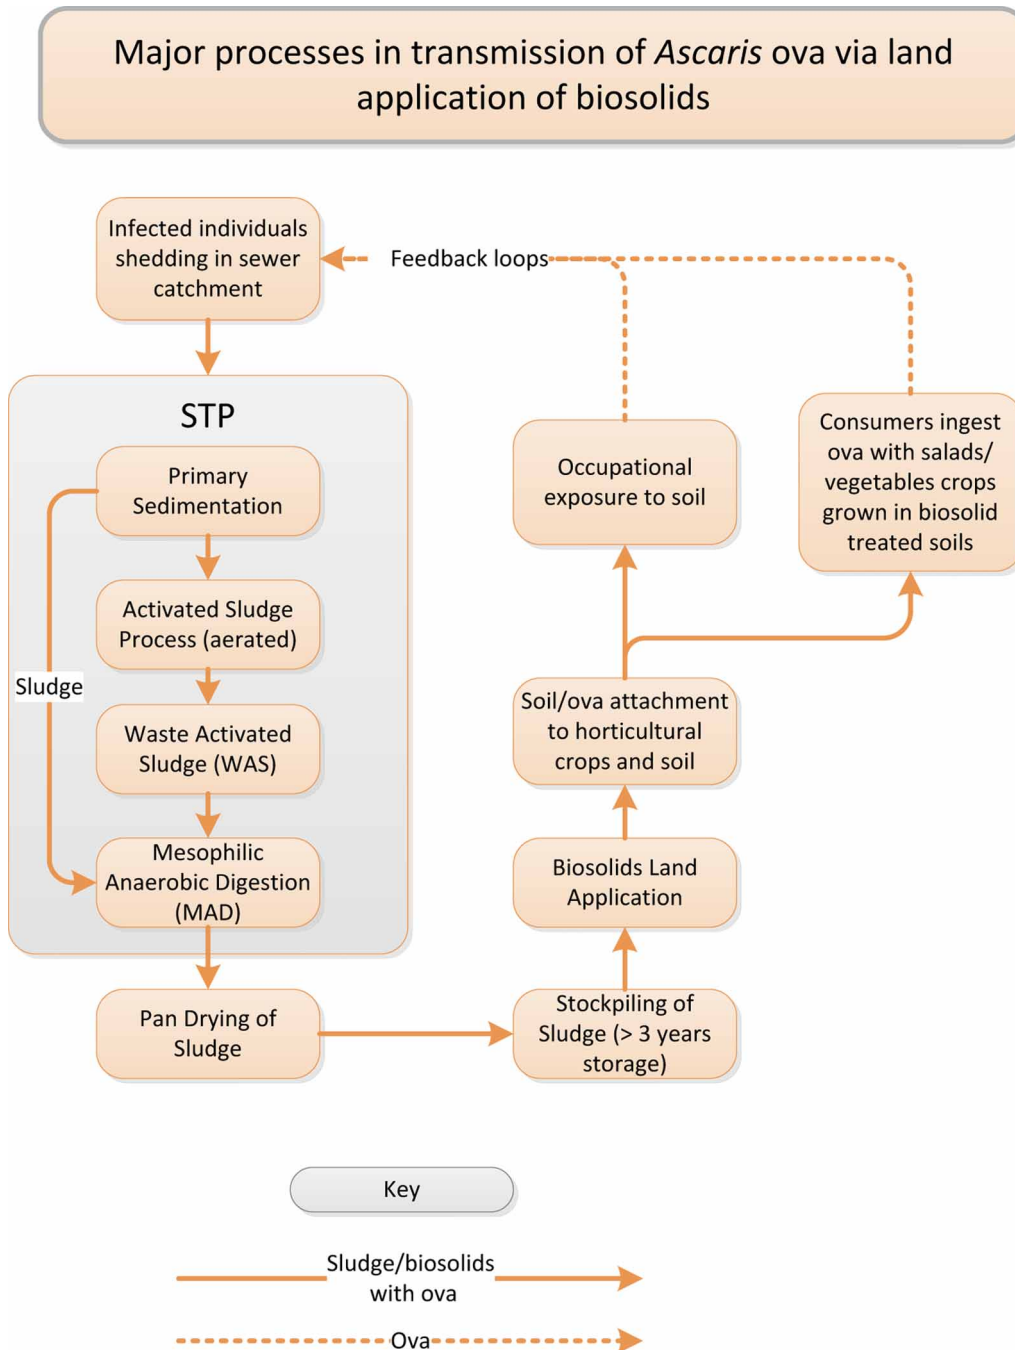 Major processes in transmission of Ascaris ova via land
application of biosolids
Infected individuals
shedding in sewer
catchment
Feedback loops
STP
Primary
Sedimentation
Activated Sludge
Process (aerated)
Sludge
Waste Activated
Sludge (WAS)
Mesophilic
Anaerobic Digestion
(MAD)
Pan Drying of
Sludge
Occupational
exposure to soil
Consumers ingest
ova with salads/
vegetables crops
grown in biosolid
treated soils
Soil/ova attachment
to horticultural
crops and soil
Biosolids Land
Application
Stockpiling of
Sludge (> 3 years
storage)
Key
Sludge/biosolids
with ova
Ova